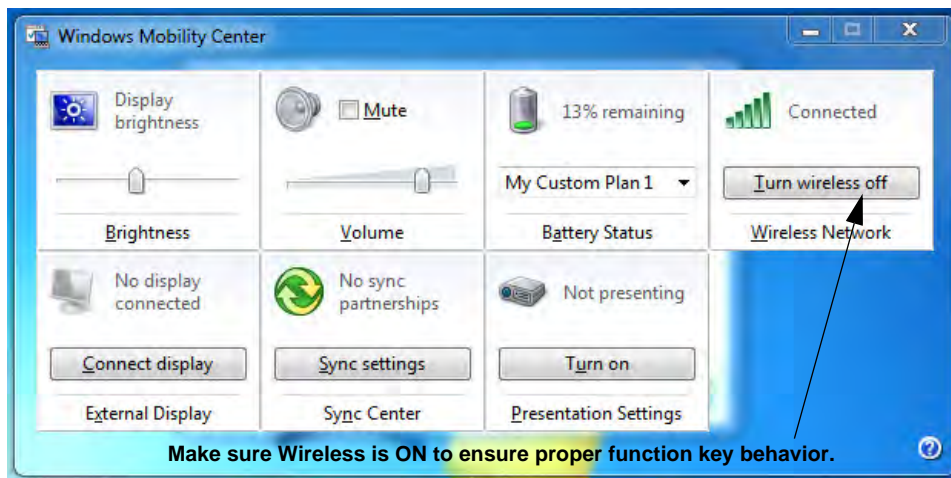 Windows Mobility Center
Display
brightness
Brightness
Mute
Volume
13% remaining
My Custom Plan 1
Battery Status
Connected
Turn wireless off
Wireless Network
No display
connected
Connect display
External Display
No sync
partnerships
Sync settings
Sync Center
Not presenting
Turn on
Presentation Settings
Make sure Wireless is ON to ensure proper function key behavior.